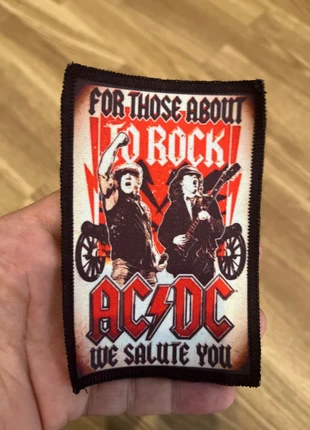 FOR THOSE ABOUT
TO ROCK
AC⚡DC
WE SALUTE YOU